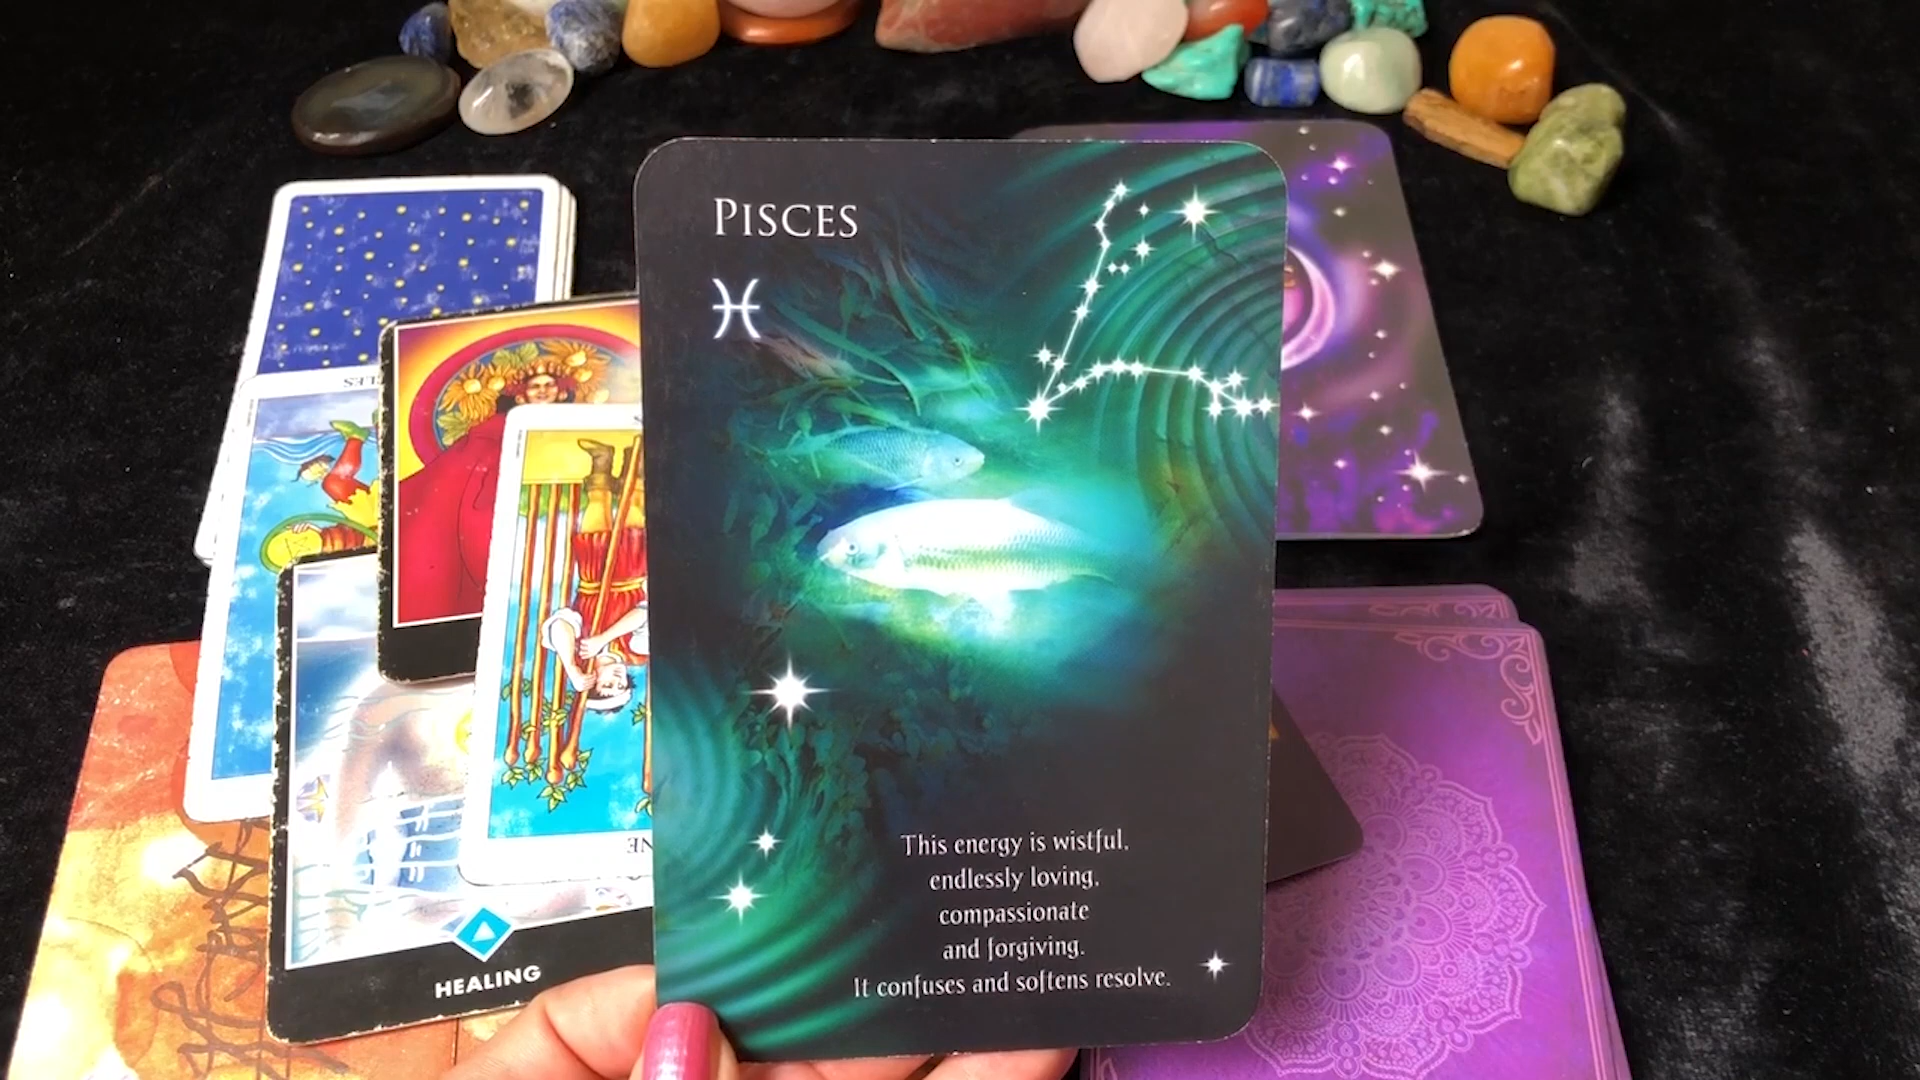 PISCES
This energy is wistful,
endlessly loving,
compassionate
and forgiving.
It confuses and softens resolve.
HEALING